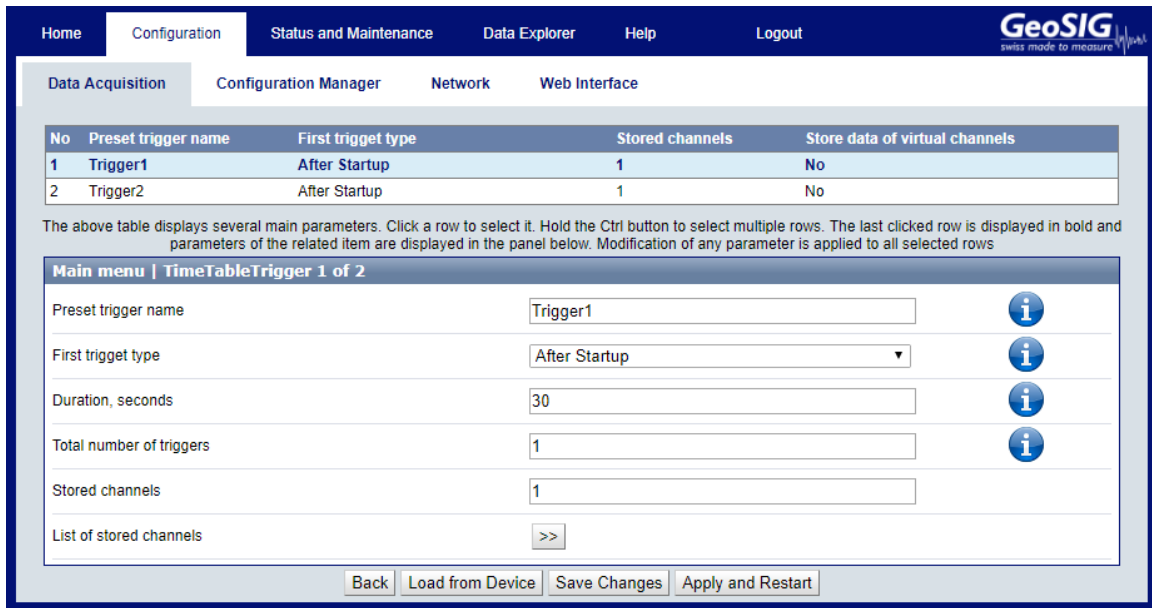 Home Configuration Status and Maintenance Data Explorer Help Logout GeoSIG
swiss made to measure
Data Acquisition Configuration Manager Network Web Interface
No Preset trigger name First trigget type Stored channels Store data of virtual channels
1 Trigger1 After Startup 1 No
2 Trigger2 After Startup 1 No
The above table displays several main parameters. Click a row to select it. Hold the Ctrl button to select multiple rows. The last clicked row is displayed in bold and
parameters of the related item are displayed in the panel below. Modification of any parameter is applied to all selected rows
Main menu | TimeTableTrigger 1 of 2
Preset trigger name Trigger1 i
First trigget type After Startup i
Duration, seconds 30 i
Total number of triggers 1 i
Stored channels 1
List of stored channels >>
Back Load from Device Save Changes Apply and Restart